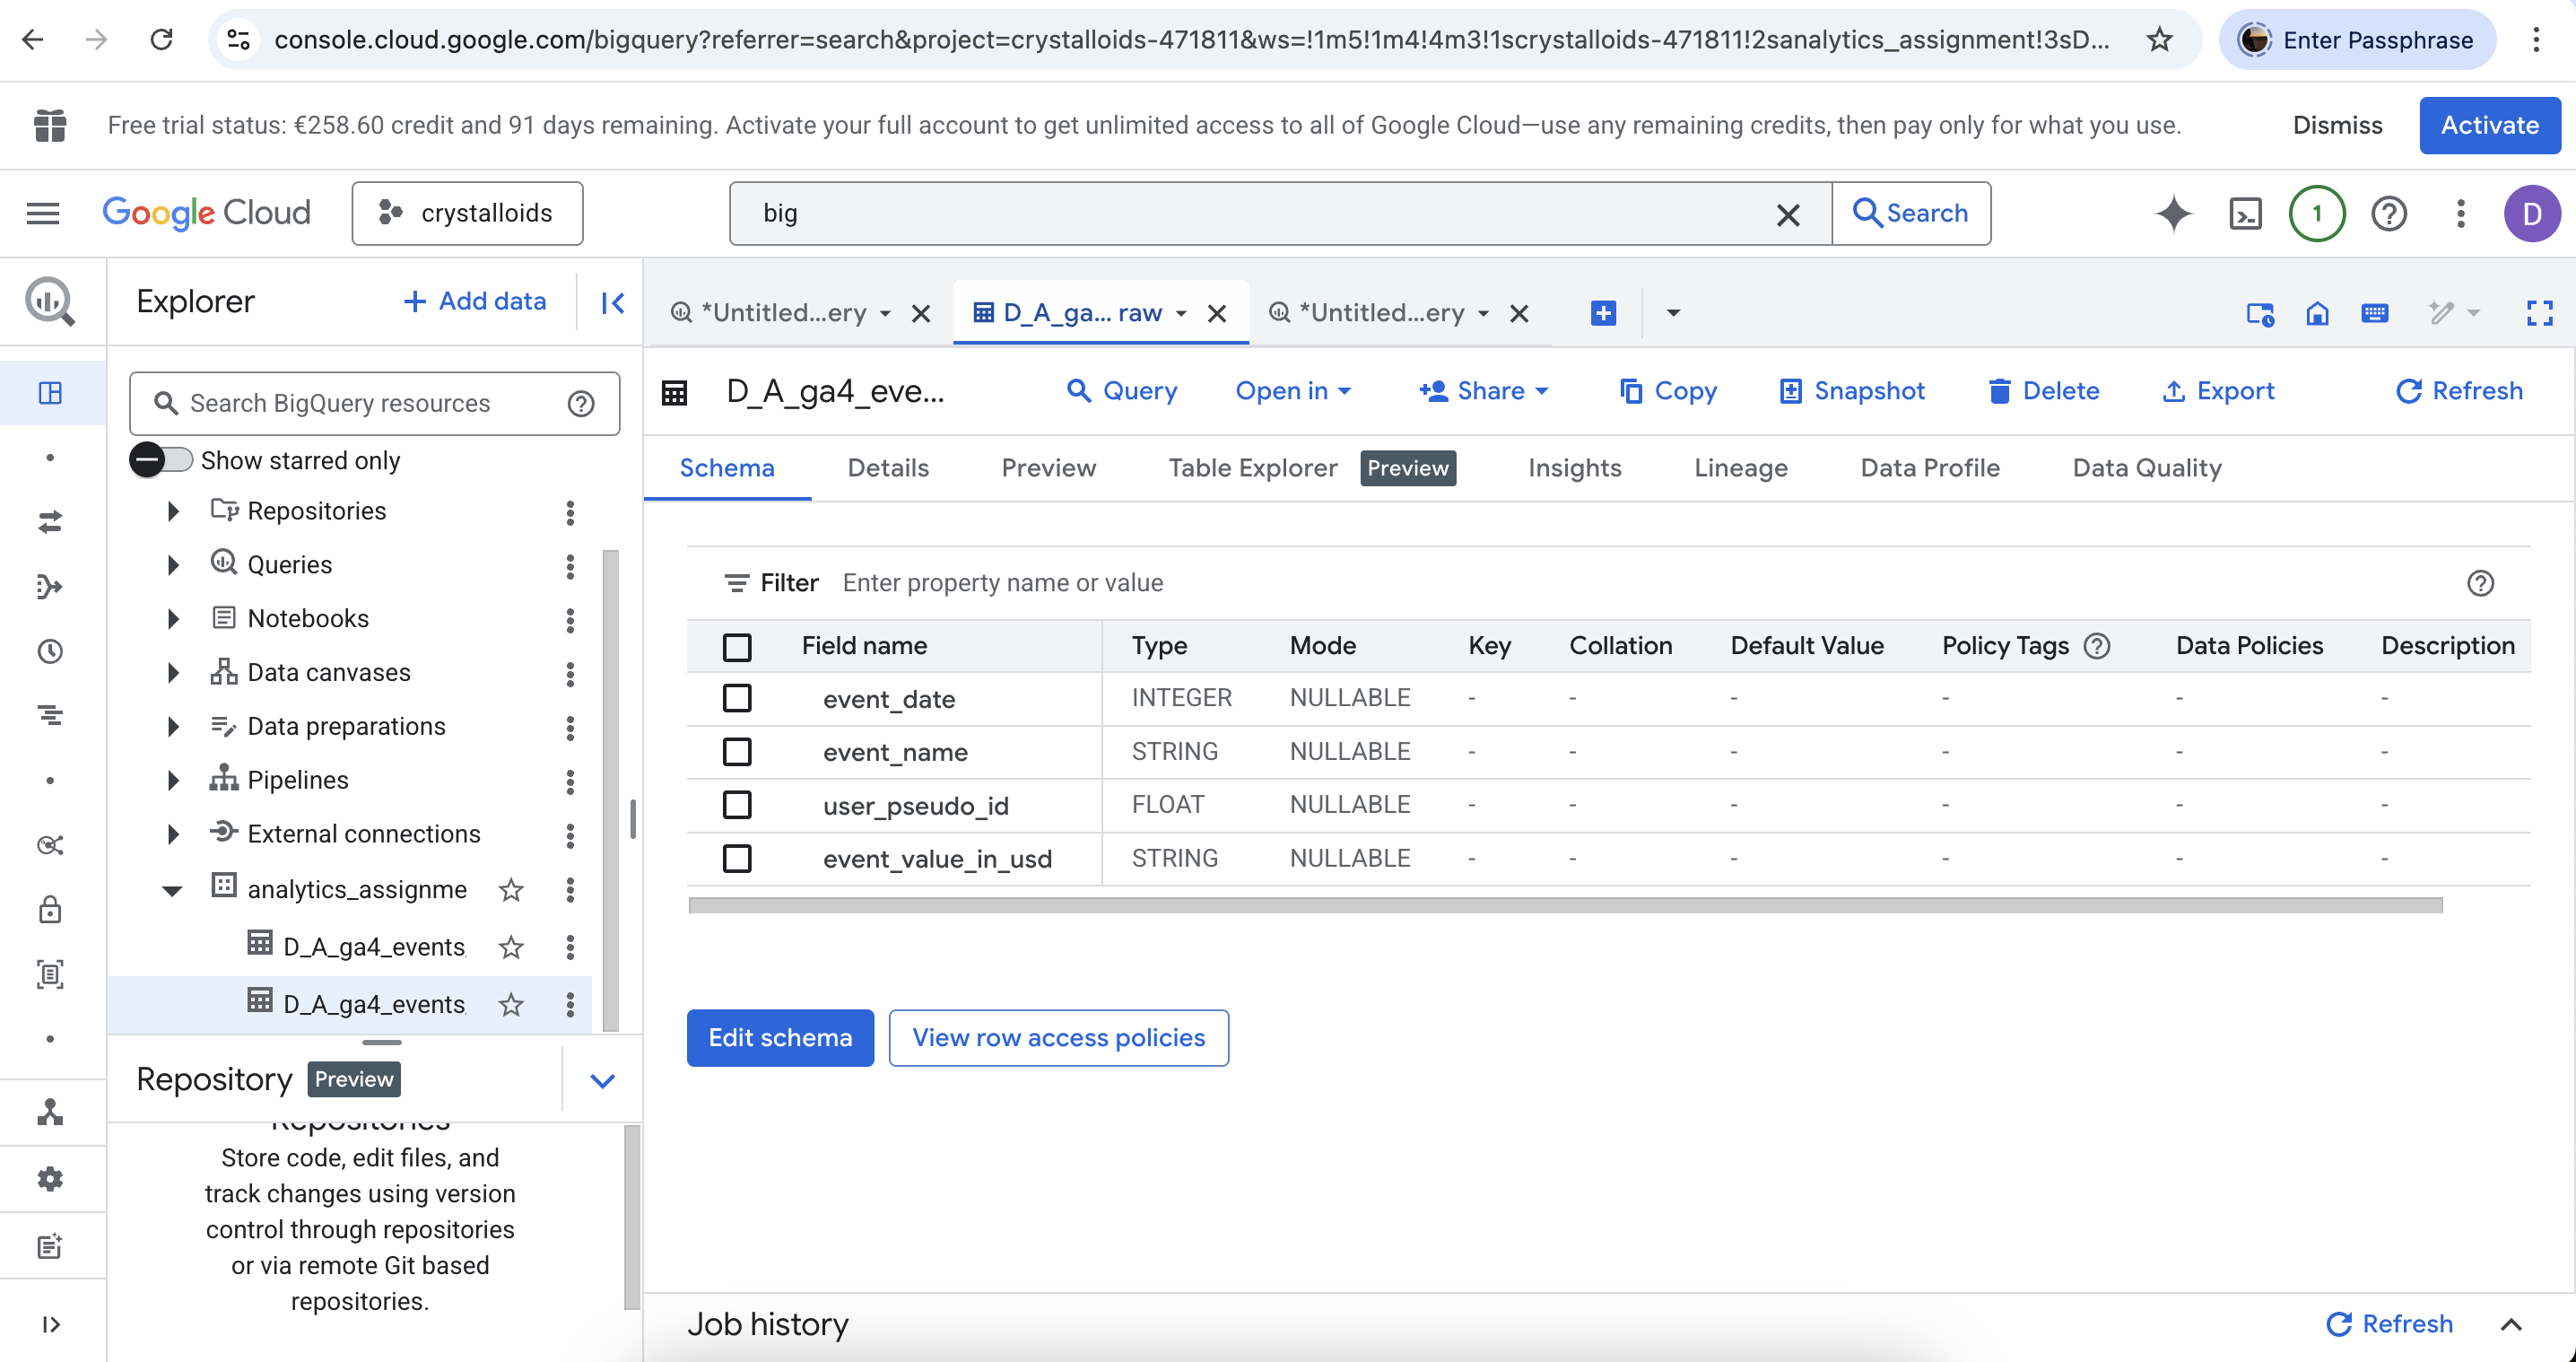 console.cloud.google.com/bigquery?referrer=search&project=crystalloids-471811&ws=!1m5!1m4!4m3!1scrystalloids-471811!2sanalytics_assignment!3sD...
Enter Passphrase
Free trial status: €258.60 credit and 91 days remaining. Activate your full account to get unlimited access to all of Google Cloud—use any remaining credits, then pay only for what you use.
Dismiss
Activate
Google Cloud
crystalloids
big
Search
1
D
Explorer
+ Add data
*Untitled...ery
D_A_ga... raw
*Untitled...ery
Search BigQuery resources
Show starred only
Repositories
Queries
Notebooks
Data canvases
Data preparations
Pipelines
External connections
analytics_assignme
D_A_ga4_events_
D_A_ga4_events_
Repository Preview
Repositories
Store code, edit files, and
track changes using version
control through repositories
or via remote Git based
repositories.
D_A_ga4_eve...
Query
Open in
Share
Copy
Snapshot
Delete
Export
Refresh
Schema Details Preview Table Explorer Preview Insights Lineage Data Profile Data Quality
Filter Enter property name or value
Field name Type Mode Key Collation Default Value Policy Tags Data Policies Description
event_date INTEGER NULLABLE - - - - - -
event_name STRING NULLABLE - - - - - -
user_pseudo_id FLOAT NULLABLE - - - - - -
event_value_in_usd STRING NULLABLE - - - - - -
Edit schema
View row access policies
Job history
Refresh